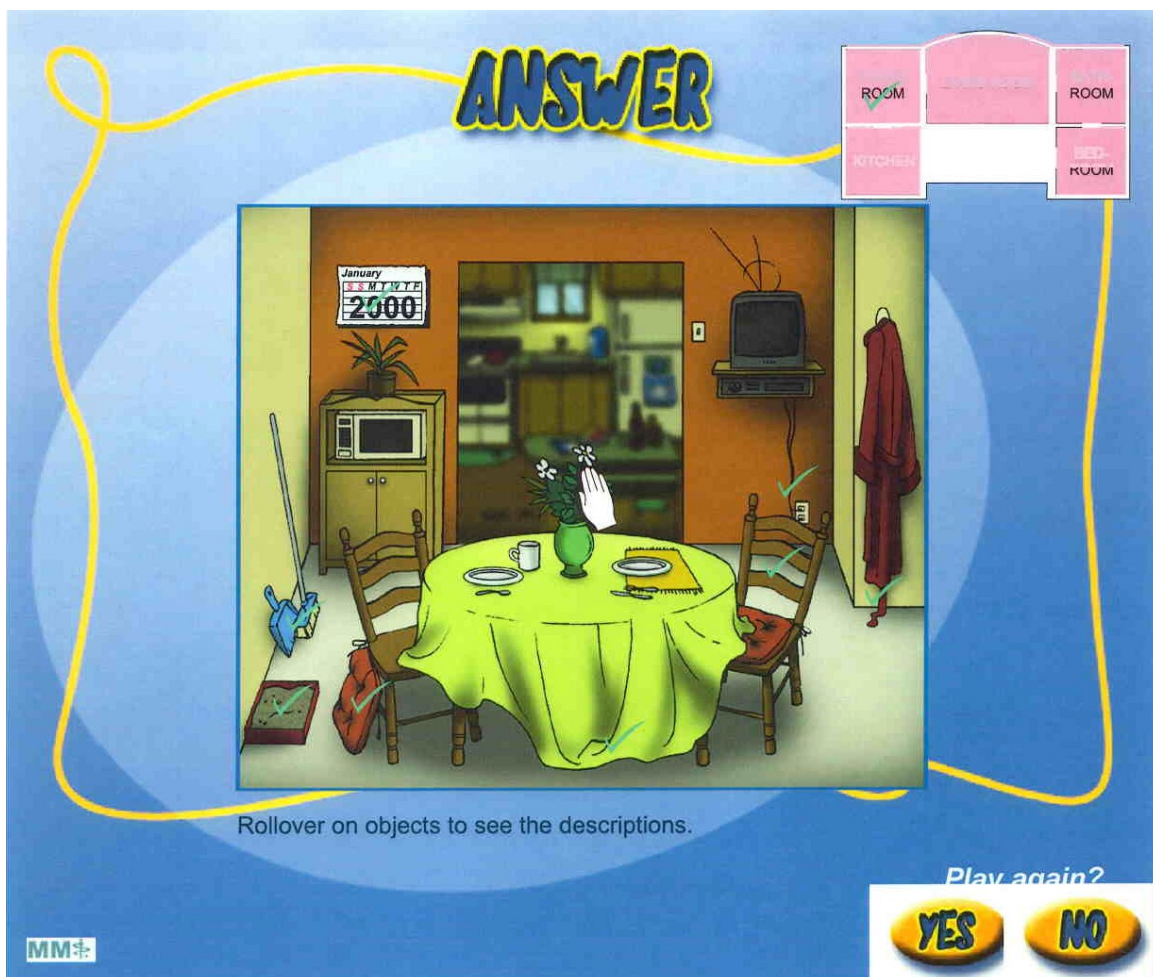 ANSWER
ROOM
ROOM
KITCHEN
BED-
ROOM
January
S S M T W T F
2000
Rollover on objects to see the descriptions.
Play again?
YES NO
MM